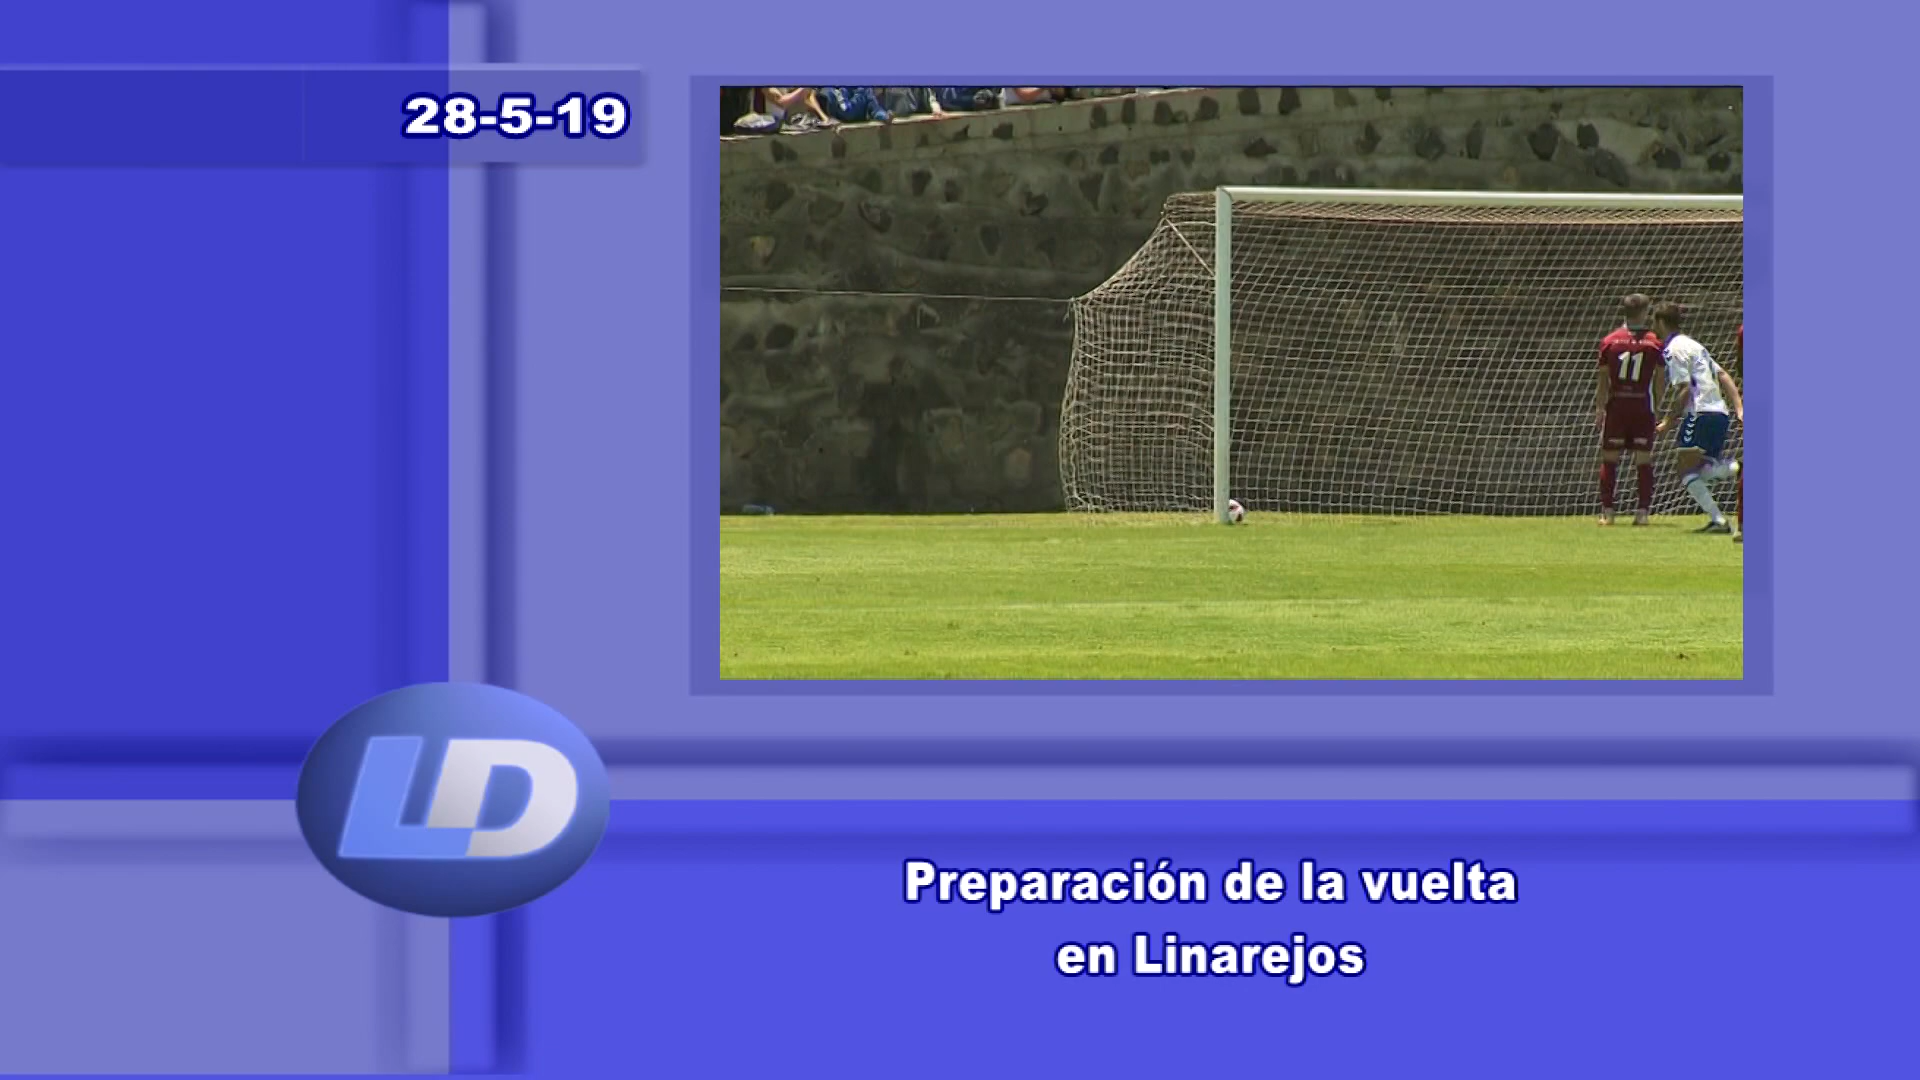 28-5-19
11
LD
Preparación de la vuelta
en Linarejos